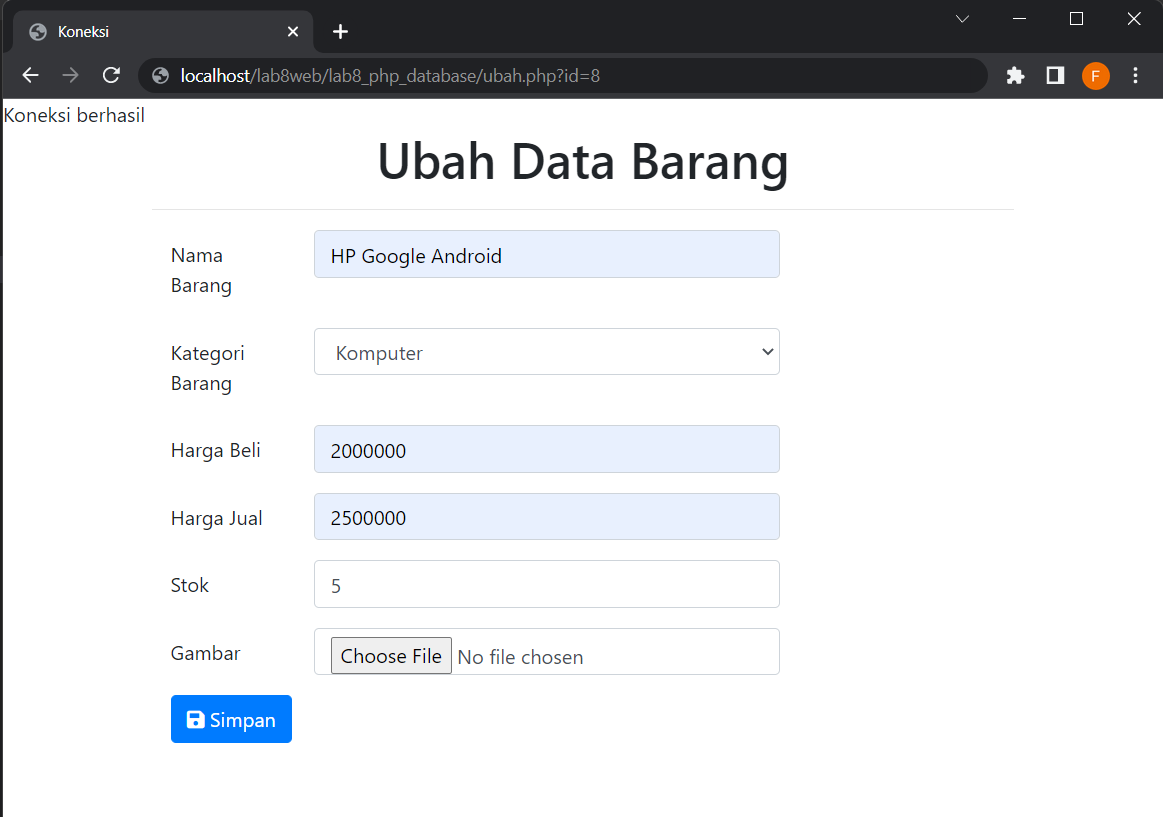 Koneksi
localhost/lab8web/lab8_php_database/ubah.php?id=8
F
Koneksi berhasil
Ubah Data Barang
Nama
Barang
HP Google Android
Kategori
Barang
Komputer
Harga Beli
2000000
Harga Jual
2500000
Stok
5
Gambar
Choose File No file chosen
Simpan